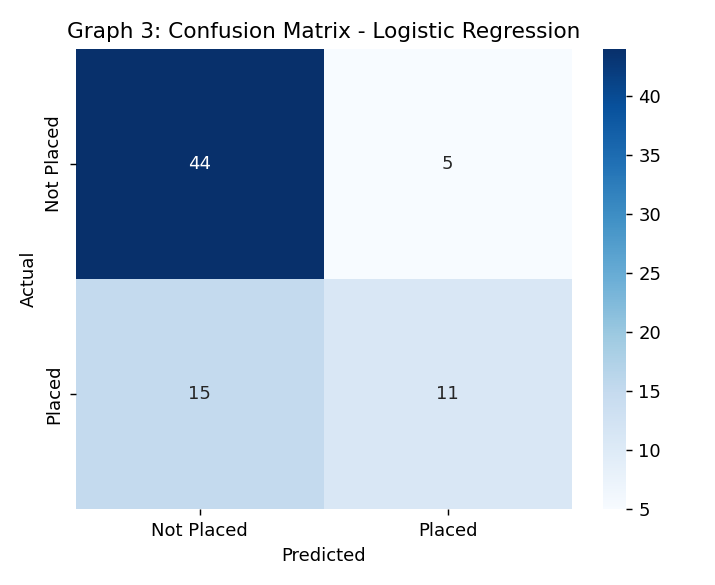 Graph 3: Confusion Matrix - Logistic Regression
Actual
Not Placed
44
5
Placed
15
11
Not Placed
Placed
Predicted
40
35
30
25
20
15
10
5